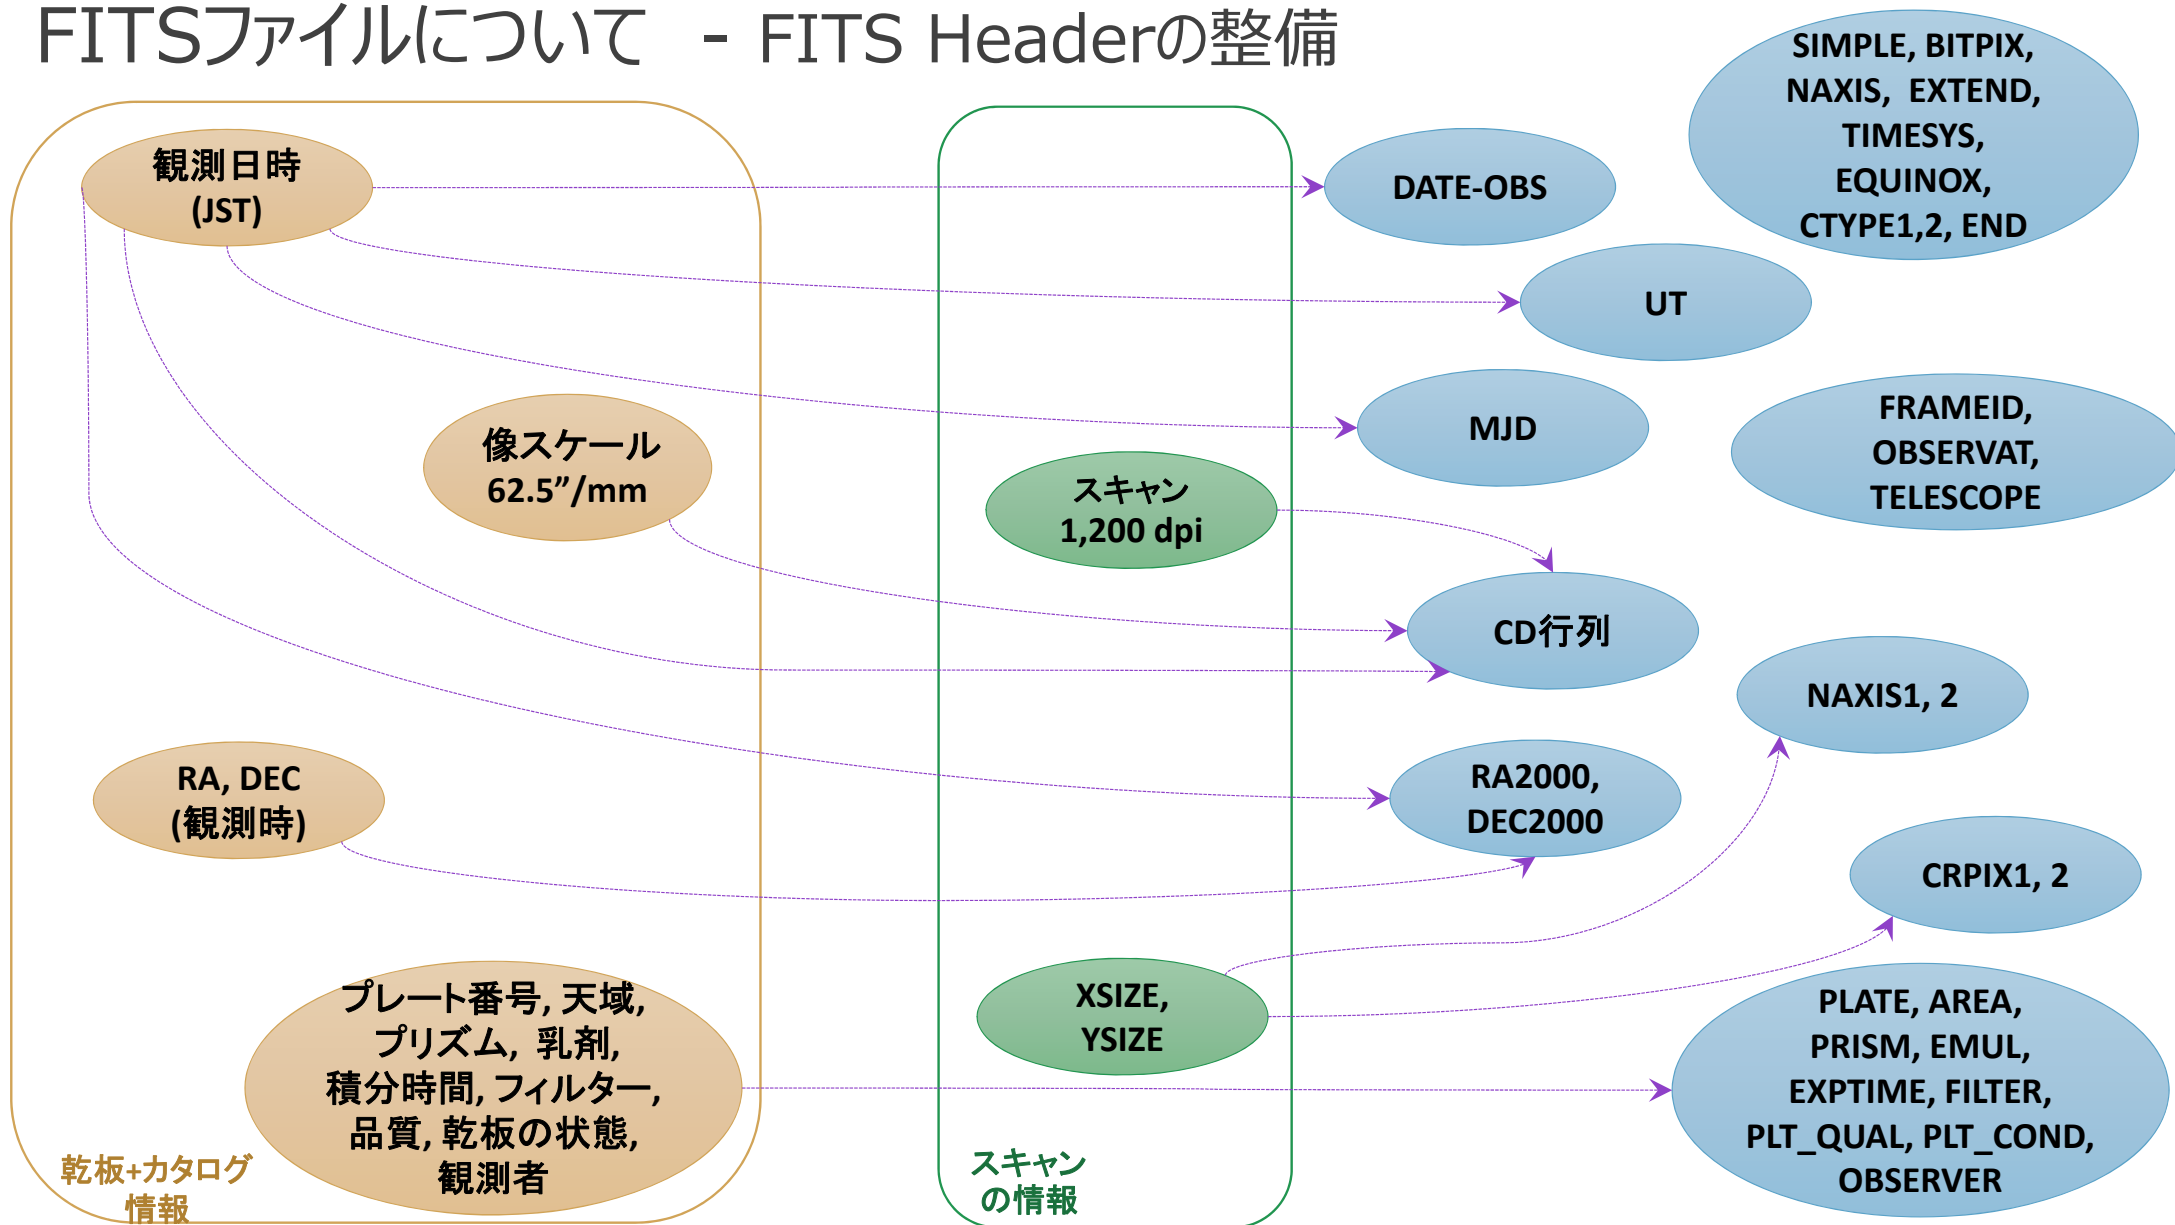 FITSファイルについて - FITS Headerの整備
観測日時
(JST)
像スケール
62.5”/mm
RA, DEC
(観測時)
プレート番号, 天域,
プリズム, 乳剤,
積分時間, フィルター,
品質, 乾板の状態,
観測者
乾板+カタログ
情報
スキャン
1,200 dpi
XSIZE,
YSIZE
スキャン
の情報
SIMPLE, BITPIX,
NAXIS, EXTEND,
TIMESYS,
EQUINOX,
CTYPE1,2, END
DATE-OBS
UT
MJD
FRAMEID,
OBSERVAT,
TELESCOPE
CD行列
NAXIS1, 2
RA2000,
DEC2000
CRPIX1, 2
PLATE, AREA,
PRISM, EMUL,
EXPTIME, FILTER,
PLT_QUAL, PLT_COND,
OBSERVER